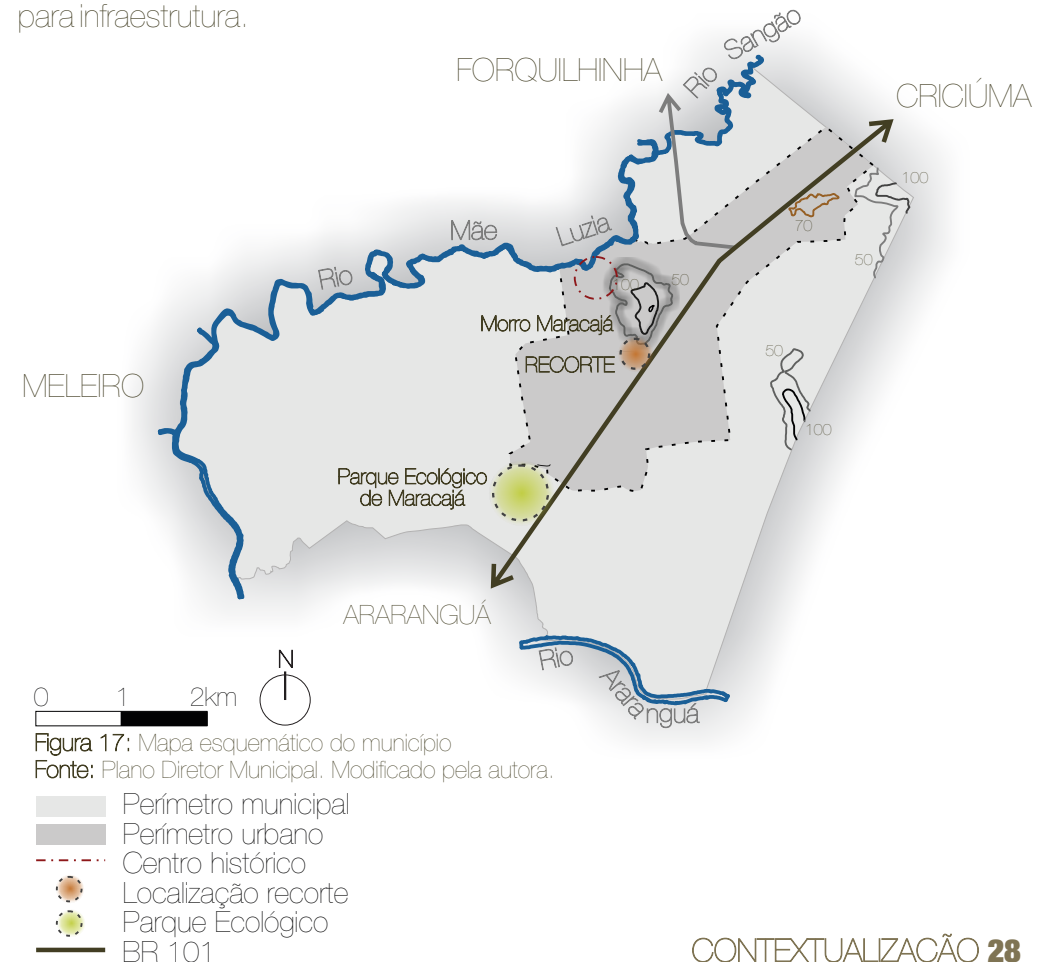 para infraestrutura.
Rio Sangão
FORQUILHINHA
CRICIÚMA
100
70
50
Rio Mãe Luzia
100
50
Morro Maracajá
RECORTE
50
100
MELEIRO
Parque Ecológico
de Maracajá
ARARANGUÁ
Rio Araranguá
N
0 1 2km
Figura 17: Mapa esquemático do município
Fonte: Plano Diretor Municipal. Modificado pela autora.
Perímetro municipal
Perímetro urbano
Centro histórico
Localização recorte
Parque Ecológico
BR 101
CONTEXTUALIZAÇÃO 28